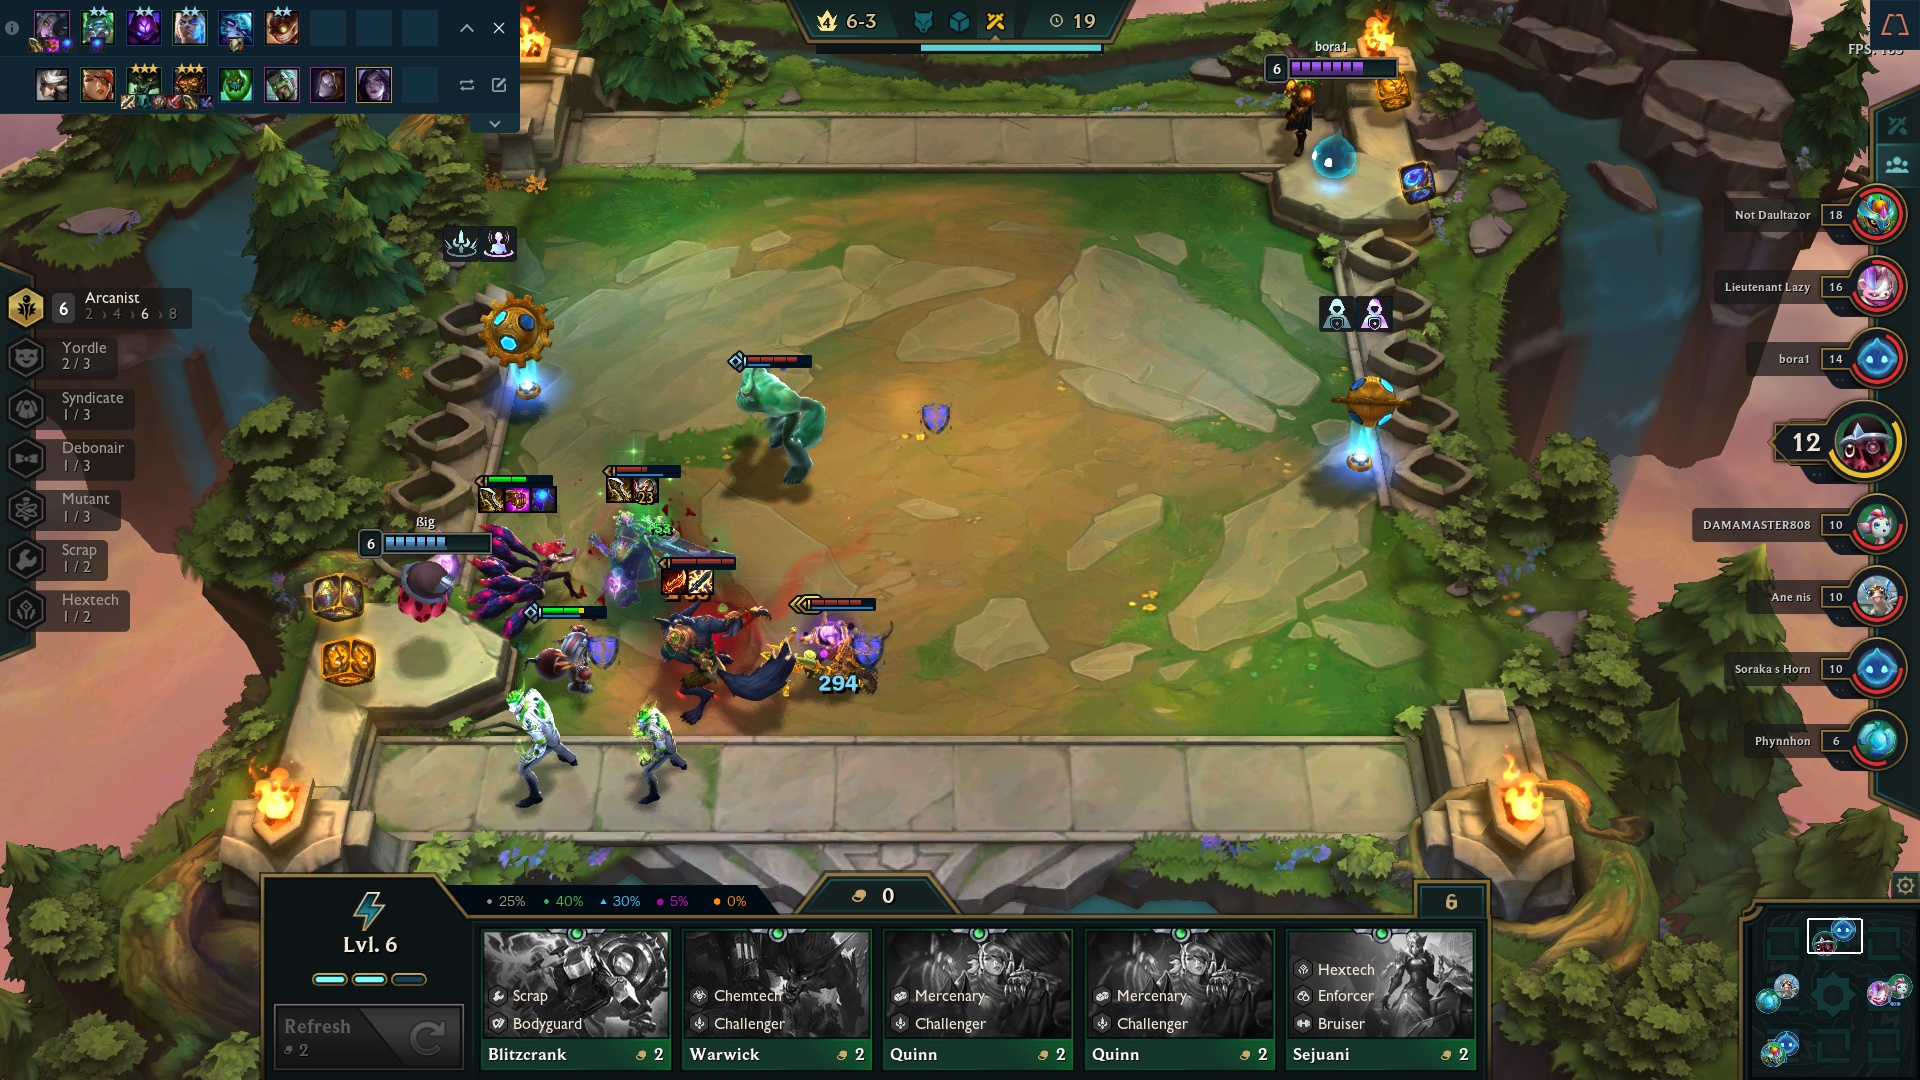 4 6-3
19
FPS: 165
bora1
6
Not Daultazor 18
Lieutenant Lazy 16
bora1 14
12
DAMAMASTER808 10
Ane nis 10
Soraka s Horn 10
Phynnhon 6
6 Arcanist
2 › 4 › 6 › 8
Yordle
2 / 3
Syndicate
1 / 3
Debonair
1 / 3
Mutant
1 / 3
Scrap
1 / 2
Hextech
1 / 2
23
53
ßig
6
294
25% 40% 30% 5% 0%
0
6
Lvl. 6
Refresh
2
Scrap
Bodyguard
Blitzcrank 2
Chemtech
Challenger
Warwick 2
Mercenary
Challenger
Quinn 2
Mercenary
Challenger
Quinn 2
Hextech
Enforcer
Bruiser
Sejuani 2